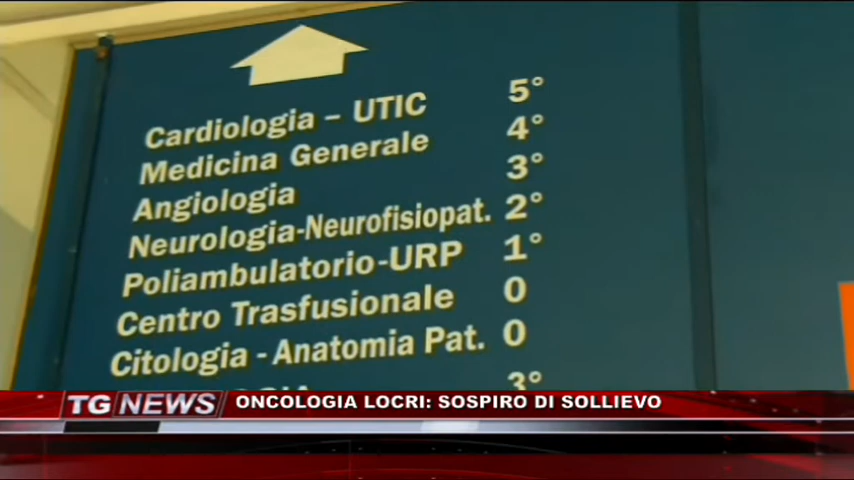 Cardiologia - UTIC 5°
Medicina Generale 4°
Angiologia 3°
Neurologia-Neurofisiopat. 2°
Poliambulatorio-URP 1°
Centro Trasfusionale 0
Citologia - Anatomia Pat. 0
3°
TG NEWS ONCOLOGIA LOCRI: SOSPIRO DI SOLLIEVO